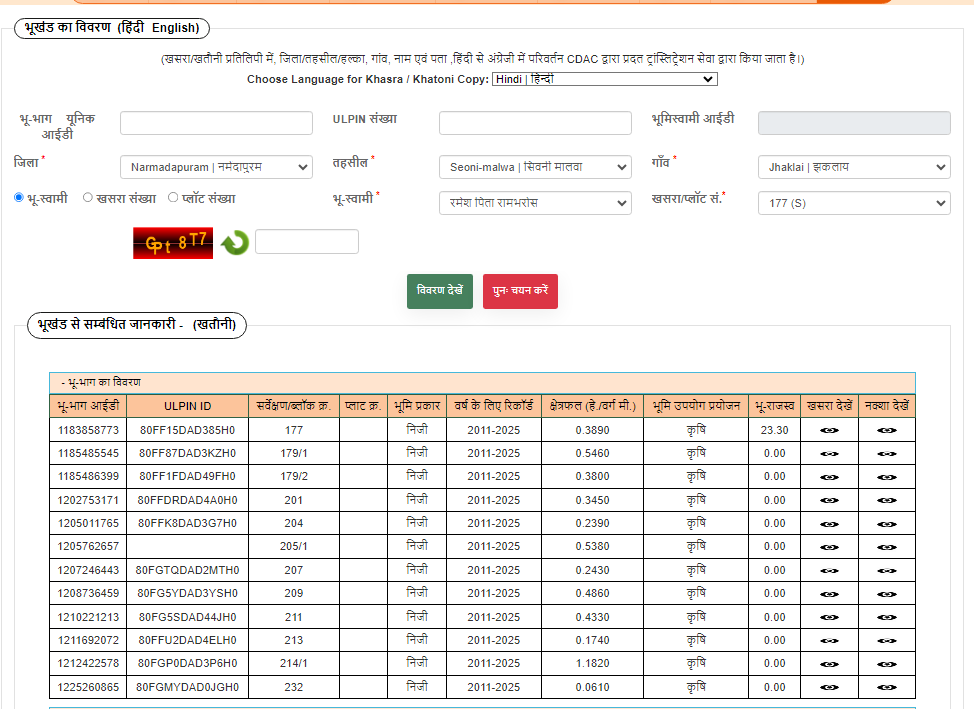 भूखंड का विवरण (हिंदी English)
(खसरा/खतौनी प्रतिलिपी में, जिला/तहसील/हल्का, गांव, नाम एवं पता ,हिंदी से अंग्रेजी में परिवर्तन CDAC द्वारा प्रदत ट्रांस्लिट्रेशन सेवा द्वारा किया जाता है।)
Choose Language for Khasra / Khatoni Copy: Hindi | हिन्दी
भू-भाग यूनिक आईडी ULPIN संख्या भूमिस्वामी आईडी
जिला * Narmadapuram | नर्मदापुरम तहसील * Seoni-malwa | सिवनी मालवा गाँव * Jhaklai | झकलाय
भू-स्वामी खसरा संख्या प्लॉट संख्या भू-स्वामी * रमेश पिता रामभरोस खसरा/प्लॉट सं.* 177 (S)
Gpt 8T7
विवरण देखें पुनः चयन करें
भूखंड से सम्बंधित जानकारी - (खतौनी)
- भू-भाग का विवरण
भू-भाग आईडी ULPIN ID सर्वेक्षण/ब्लॉक क्र. प्लाट क्र. भूमि प्रकार वर्ष के लिए रिकॉर्ड क्षेत्रफल (हे./वर्ग मी.) भूमि उपयोग प्रयोजन भू-राजस्व खसरा देखें नक्शा देखें
1183858773 80FF15DAD385H0 177 निजी 2011-2025 0.3890 कृषि 23.30
1185485545 80FF87DAD3KZH0 179/1 निजी 2011-2025 0.5460 कृषि 0.00
1185486399 80FF1FDAD49FH0 179/2 निजी 2011-2025 0.3800 कृषि 0.00
1202753171 80FFDRDAD4A0H0 201 निजी 2011-2025 0.3450 कृषि 0.00
1205011765 80FFK8DAD3G7H0 204 निजी 2011-2025 0.2390 कृषि 0.00
1205762657 205/1 निजी 2011-2025 0.5380 कृषि 0.00
1207246443 80FGTQDAD2MTH0 207 निजी 2011-2025 0.2430 कृषि 0.00
1208736459 80FG5YDAD3YSH0 209 निजी 2011-2025 0.4860 कृषि 0.00
1210221213 80FG5SDAD44JH0 211 निजी 2011-2025 0.4330 कृषि 0.00
1211692072 80FFU2DAD4ELH0 213 निजी 2011-2025 0.1740 कृषि 0.00
1212422578 80FGP0DAD3P6H0 214/1 निजी 2011-2025 1.1820 कृषि 0.00
1225260865 80FGMYDAD0JGH0 232 निजी 2011-2025 0.0610 कृषि 0.00